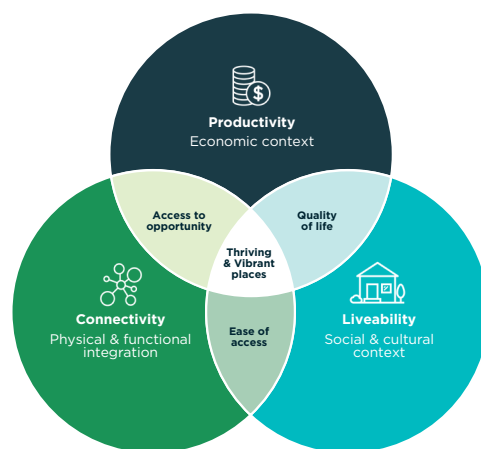 $
Productivity
Economic context
Access to
opportunity
Quality
of life
Thriving
& Vibrant
places
Connectivity
Physical & functional
integration
Ease of
access
Liveability
Social & cultural
context